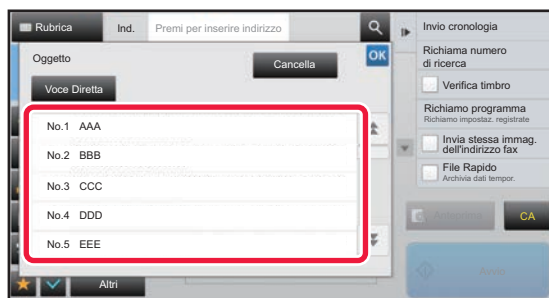 Rubrica
Ind.
Premi per inserire indirizzo
Oggetto
Cancella
OK
Voce Diretta
No.1 AAA
No.2 BBB
No.3 CCC
No.4 DDD
No.5 EEE
Altri
Invio cronologia
Richiama numero
di ricerca
Verifica timbro
Richiamo programma
Richiamo impostaz. registrate
Invia stessa immag.
dell'indirizzo fax
File Rapido
Archivia dati tempor.
CA